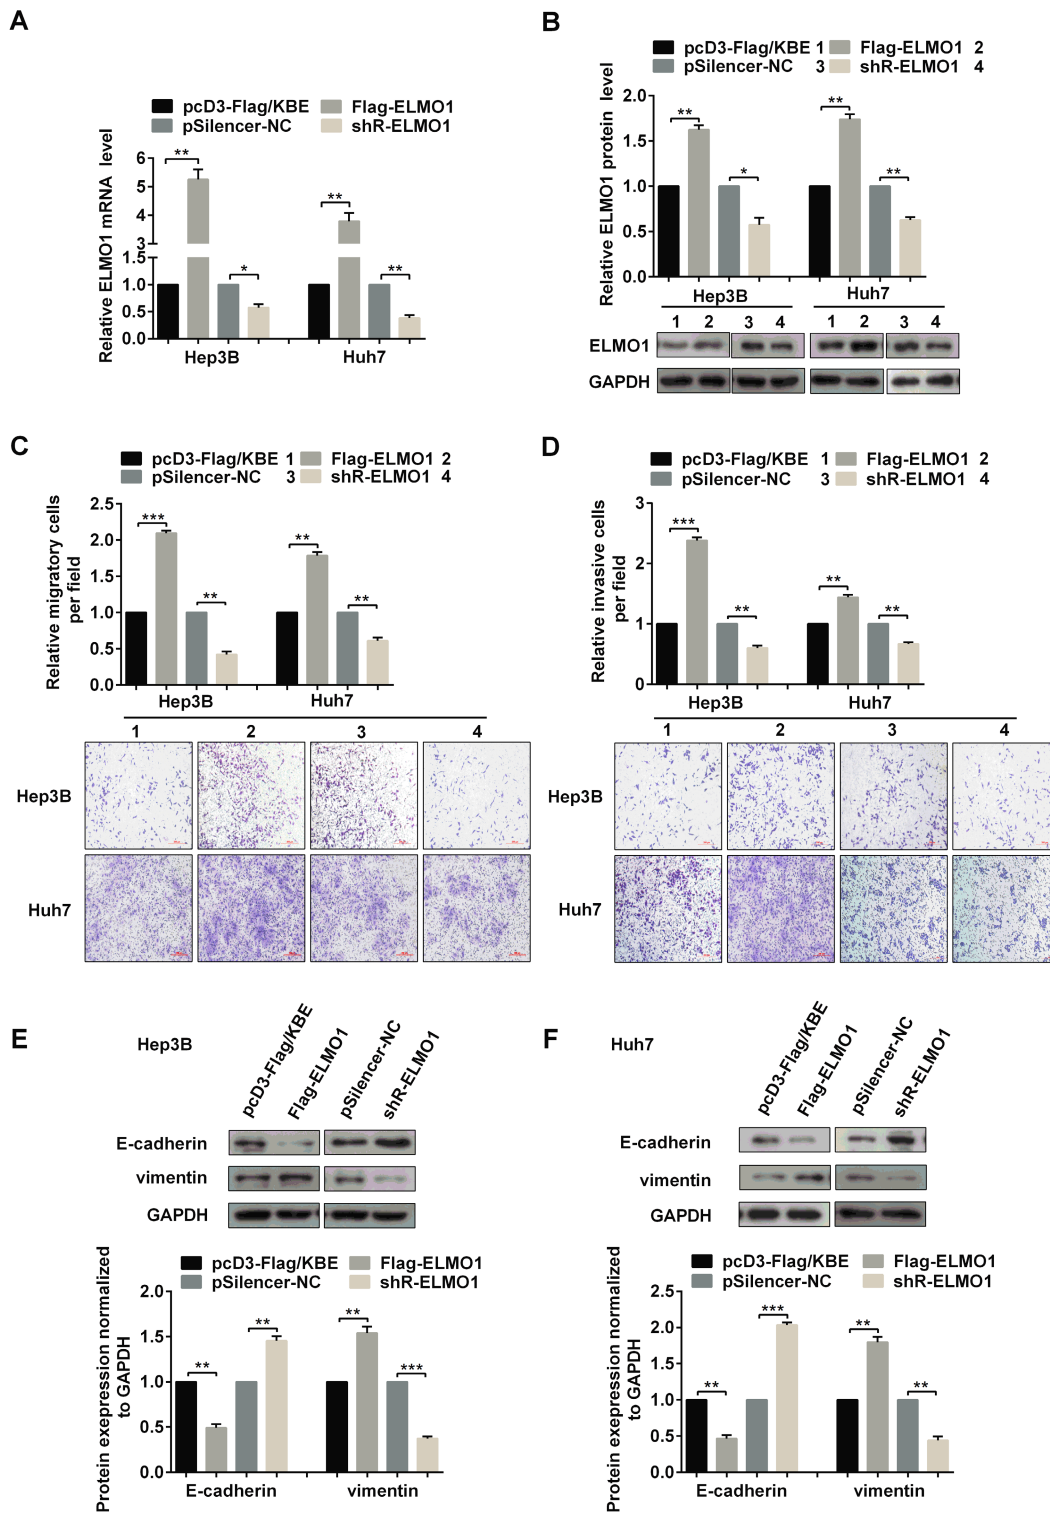 A
pcD3-Flag/KBE Flag-ELMO1
pSilencer-NC shR-ELMO1
Relative ELMO1 mRNA level
6
5
4
3
1.5
1.0
0.5
0.0
** * ** **
Hep3B Huh7
B
pcD3-Flag/KBE 1 Flag-ELMO1 2
pSilencer-NC 3 shR-ELMO1 4
Relative ELMO1 protein level
2.0
1.5
1.0
0.5
0.0
** * ** **
Hep3B Huh7
1 2 3 4 1 2 3 4
ELMO1
GAPDH
C
pcD3-Flag/KBE 1 Flag-ELMO1 2
pSilencer-NC 3 shR-ELMO1 4
Relative migratory cells
per field
2.5
2.0
1.5
1.0
0.5
0.0
*** ** ** **
Hep3B Huh7
1 2 3 4
Hep3B
Huh7
D
pcD3-Flag/KBE 1 Flag-ELMO1 2
pSilencer-NC 3 shR-ELMO1 4
Relative invasive cells
per field
3
2
1
0
*** ** ** **
Hep3B Huh7
1 2 3 4
Hep3B
Huh7
E
Hep3B
pcD3-Flag/KBE
Flag-ELMO1
pSilencer-NC
shR-ELMO1
E-cadherin
vimentin
GAPDH
pcD3-Flag/KBE Flag-ELMO1
pSilencer-NC shR-ELMO1
Protein exepression normalized
to GAPDH
2.0
1.5
1.0
0.5
0.0
** ** ** ***
E-cadherin vimentin
F
Huh7
pcD3-Flag/KBE
Flag-ELMO1
pSilencer-NC
shR-ELMO1
E-cadherin
vimentin
GAPDH
pcD3-Flag/KBE Flag-ELMO1
pSilencer-NC shR-ELMO1
Protein exepression normalized
to GAPDH
2.5
2.0
1.5
1.0
0.5
0.0
** *** ** **
E-cadherin vimentin